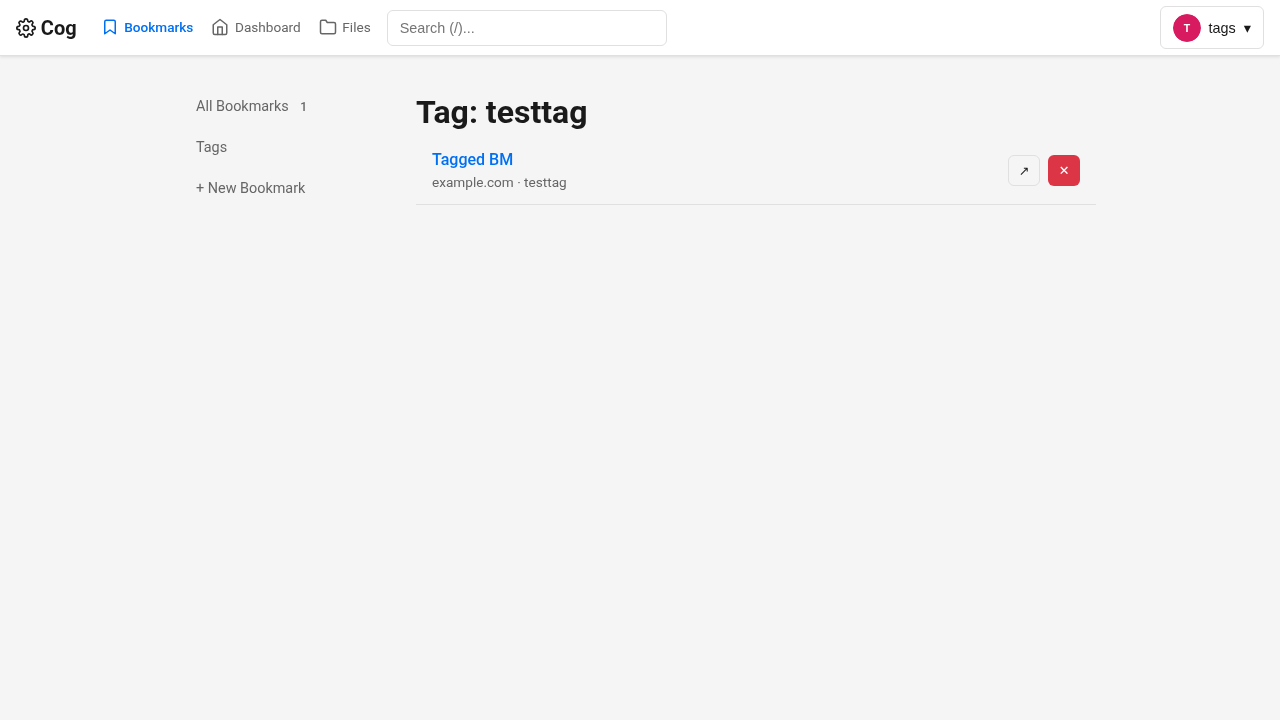 Cog
Bookmarks
Dashboard
Files
Search (/)...
T
tags ▾
All Bookmarks 1
Tags
+ New Bookmark
Tag: testtag
Tagged BM
example.com · testtag
↗
✕